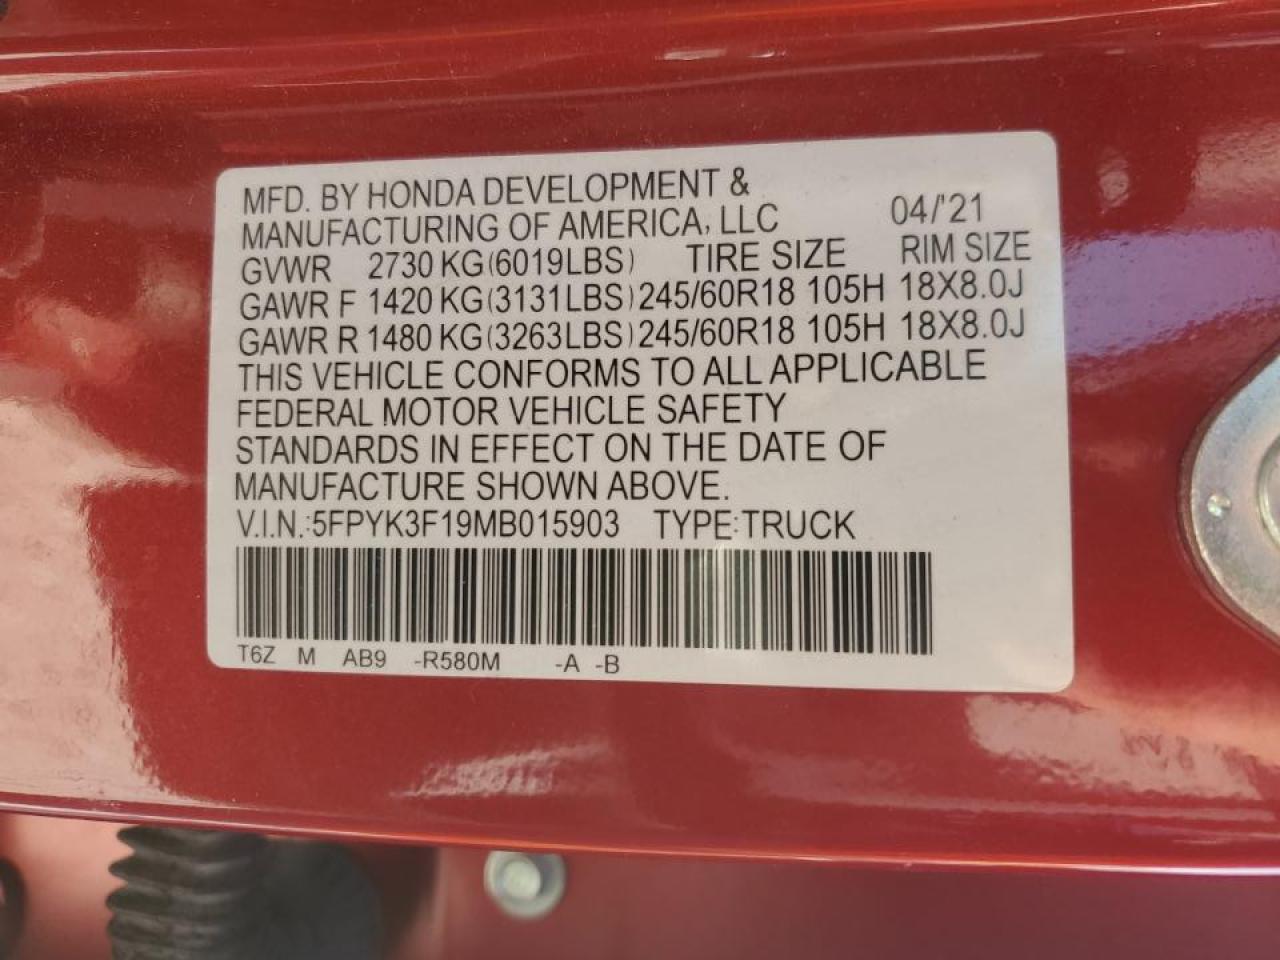 MFD. BY HONDA DEVELOPMENT &
MANUFACTURING OF AMERICA, LLC 04/'21
GVWR 2730 KG(6019LBS) TIRE SIZE RIM SIZE
GAWR F 1420 KG(3131LBS)245/60R18 105H 18X8.0J
GAWR R 1480 KG(3263LBS)245/60R18 105H 18X8.0J
THIS VEHICLE CONFORMS TO ALL APPLICABLE
FEDERAL MOTOR VEHICLE SAFETY
STANDARDS IN EFFECT ON THE DATE OF
MANUFACTURE SHOWN ABOVE.
V.I.N.:5FPYK3F19MB015903 TYPE:TRUCK
T6Z M AB9 -R580M -A -B